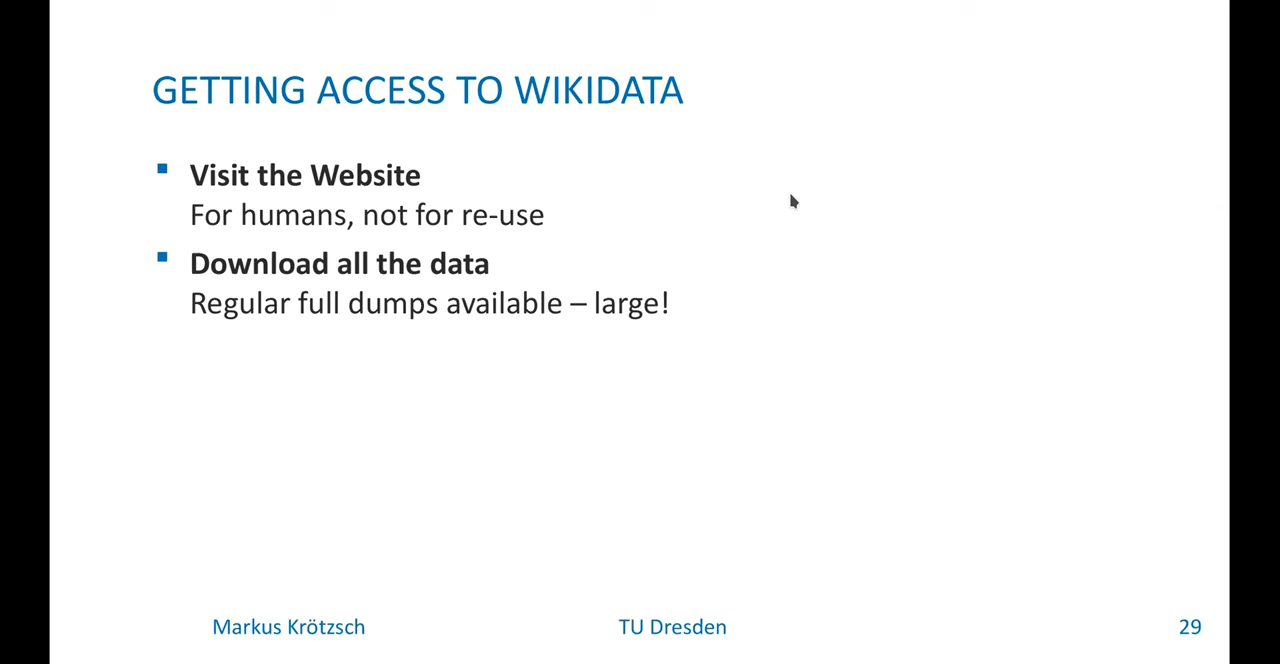 GETTING ACCESS TO WIKIDATA
Visit the Website
For humans, not for re-use
Download all the data
Regular full dumps available – large!
Markus Krötzsch
TU Dresden
29